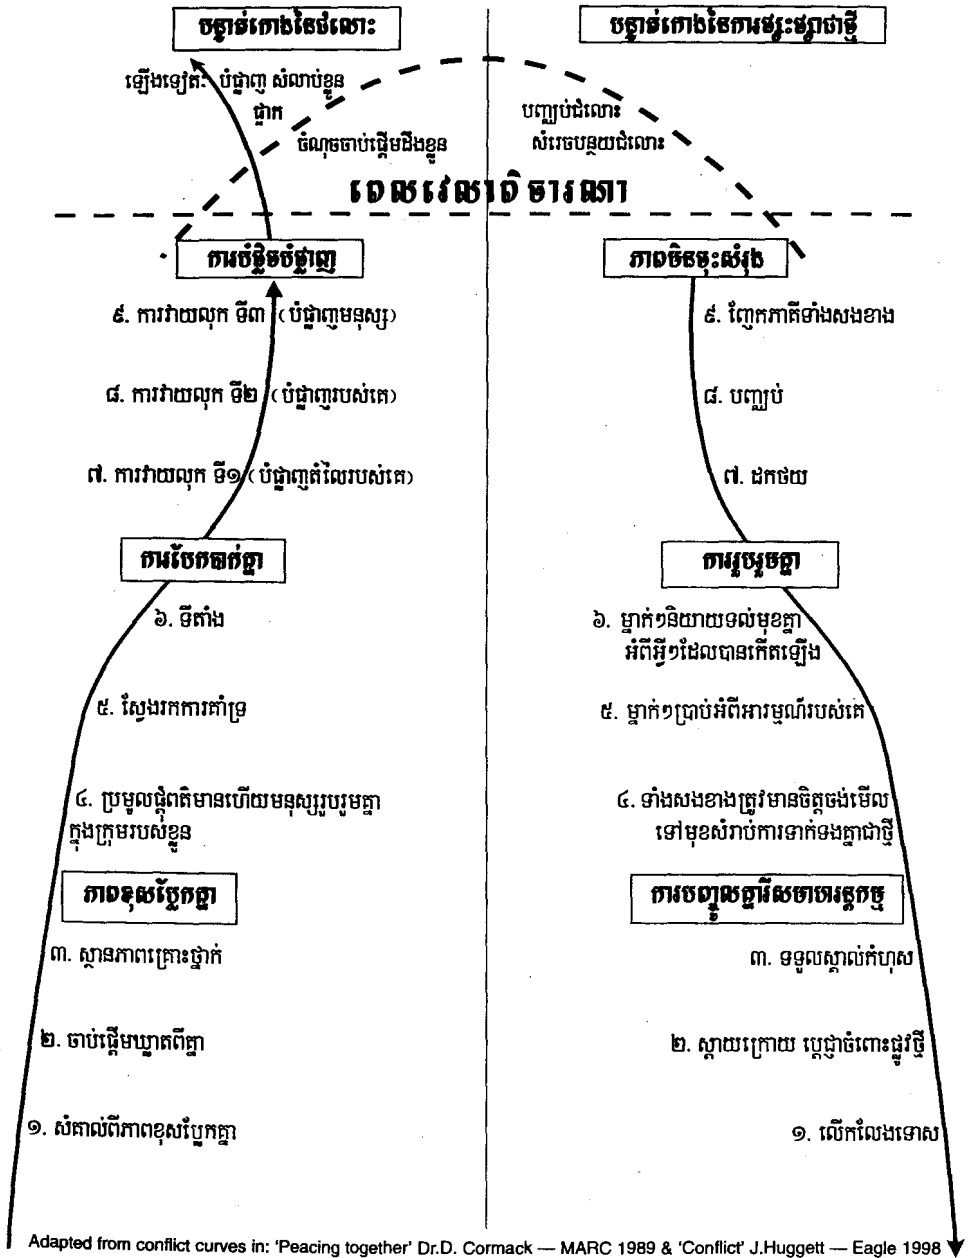 បន្ទាត់កោងនៃជំលោះ
បន្ទាត់កោងនៃការផ្សះផ្សាជាថ្មី
ឡើងទៀតៈ បំផ្លាញ សំលាប់ខ្លួន
ផ្ទាក
ចំណុចចាប់ផ្តើមដឹងខ្លួន
បញ្ឈប់ជំលោះ
សំរេចបន្ថយជំលោះ
ពេលវេលាពិចារណា
ការបំផ្លិចបំផ្លាញ
៩. ការវាយលុក ទី៣ (បំផ្លាញមនុស្ស)
៨. ការវាយលុក ទី២ (បំផ្លាញរបស់គេ)
៧. ការវាយលុក ទី១ (បំផ្លាញតំលៃរបស់គេ)
ការបែកបាក់គ្នា
៦. ទីតាំង
៥. ស្វែងរកការគាំទ្រ
៤. ប្រមូលផ្តុំពត៌មានហើយមនុស្សរួបរួមគ្នា
ក្នុងក្រុមរបស់ខ្លួន
ភាពខុសប្លែកគ្នា
៣. ស្ថានភាពគ្រោះថ្នាក់
២. ចាប់ផ្តើមឃ្លាតពីគ្នា
១. សំគាល់ពីភាពខុសប្លែកគ្នា
ភាពមិនចុះសំរុង
៩. ញែកភាគីទាំងសងខាង
៨. បញ្ឈប់
៧. ដកថយ
ការរួបរួមគ្នា
៦. ម្នាក់ៗនិយាយទល់មុខគ្នា
អំពីអ្វីៗដែលបានកើតឡើង
៥. ម្នាក់ៗប្រាប់អំពីអារម្មណ៍របស់គេ
៤. ទាំងសងខាងត្រូវមានចិត្តចង់មើល
ទៅមុខសំរាប់ការទាក់ទងគ្នាជាថ្មី
ការបញ្ចូលគ្នារីសមាហរន្តកម្ម
៣. ទទួលស្គាល់កំហុស
២. ស្តាយក្រោយ ប្តេជ្ញាចំពោះផ្លូវថ្មី
១. លើកលែងទោស
Adapted from conflict curves in: 'Peacing together' Dr.D. Cormack — MARC 1989 & 'Conflict' J.Huggett — Eagle 1998